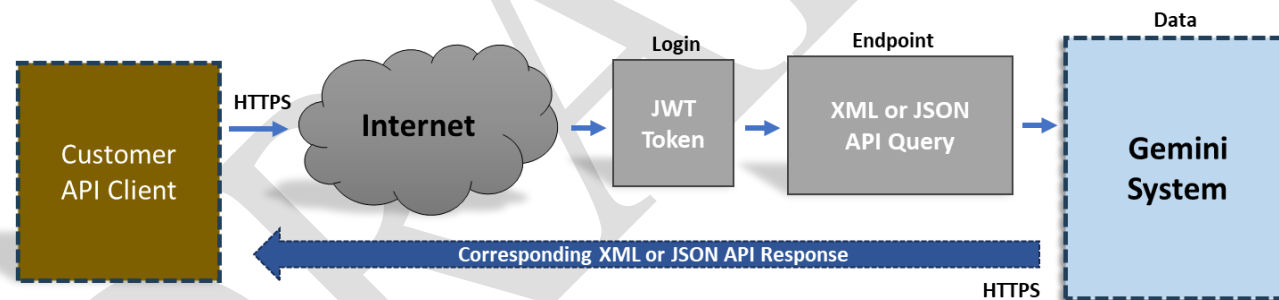 Data
Login
Endpoint
HTTPS
Internet
JWT
Token
XML or JSON
API Query
Customer
API Client
Gemini
System
Corresponding XML or JSON API Response
HTTPS